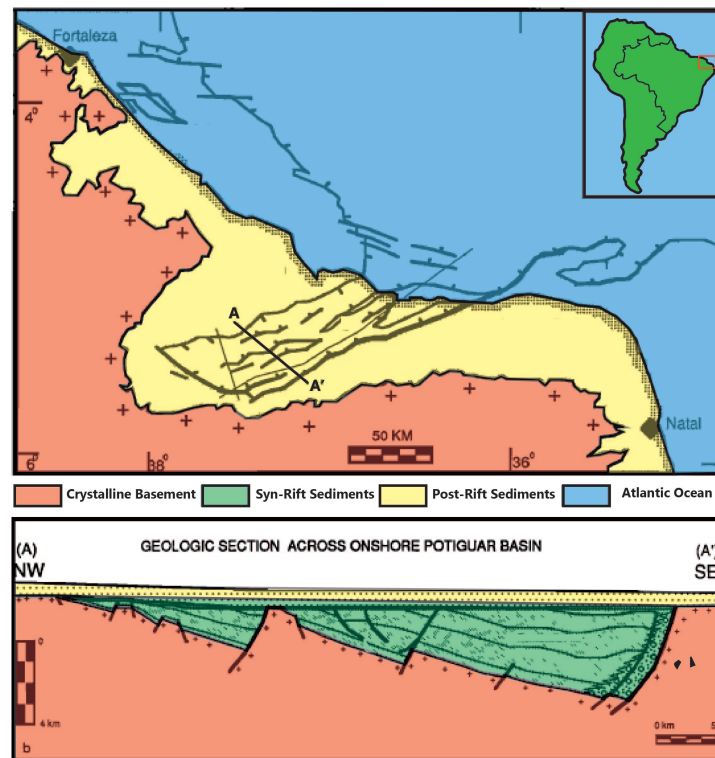 Fortaleza
4°
A
A'
50 KM
Natal
6°
38°
36°
Crystalline Basement
Syn-Rift Sediments
Post-Rift Sediments
Atlantic Ocean
(A)
GEOLOGIC SECTION ACROSS ONSHORE POTIGUAR BASIN
(A'
NW
SE
0
4 km
0 km
b